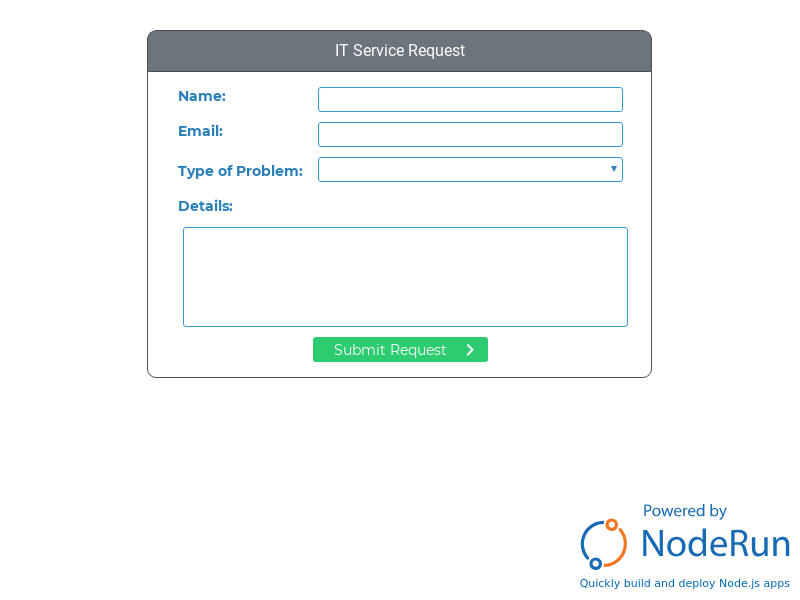 IT Service Request
Name:
Email:
Type of Problem:
Details:
Submit Request
Powered by
NodeRun
Quickly build and deploy Node.js apps